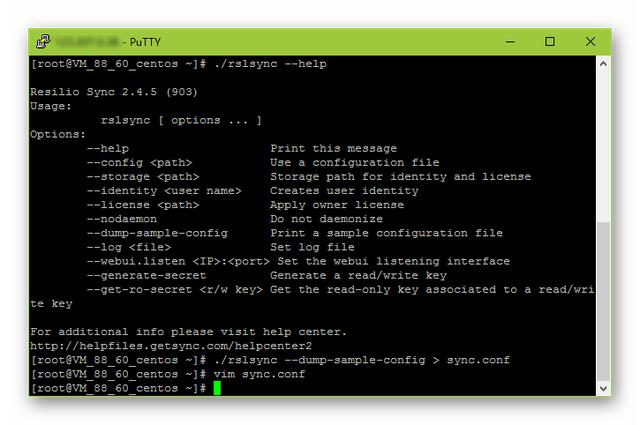 - PuTTY
[root@VM_88_60_centos ~]# ./rslsync --help
Resilio Sync 2.4.5 (903)
Usage:
rslsync [ options ... ]
Options:
--help Print this message
--config <path> Use a configuration file
--storage <path> Storage path for identity and license
--identity <user name> Creates user identity
--license <path> Apply owner license
--nodaemon Do not daemonize
--dump-sample-config Print a sample configuration file
--log <file> Set log file
--webui.listen <IP>:<port> Set the webui listening interface
--generate-secret Generate a read/write key
--get-ro-secret <r/w key> Get the read-only key associated to a read/wri
te key
For additional info please visit help center.
http://helpfiles.getsync.com/helpcenter2
[root@VM_88_60_centos ~]# ./rslsync --dump-sample-config > sync.conf
[root@VM_88_60_centos ~]# vim sync.conf
[root@VM_88_60_centos ~]#